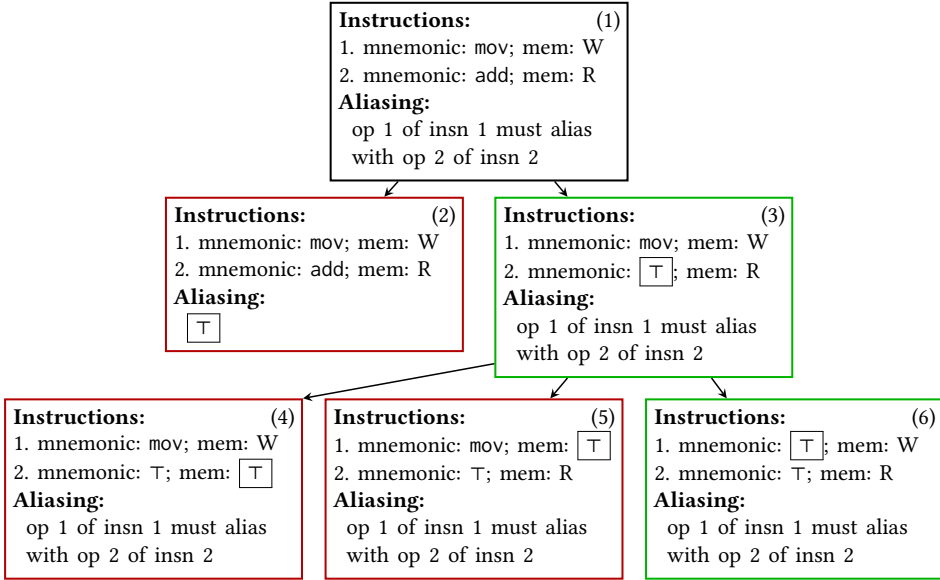 Instructions: (1)
1. mnemonic: mov; mem: W
2. mnemonic: add; mem: R
Aliasing:
op 1 of insn 1 must alias
with op 2 of insn 2
Instructions: (2)
1. mnemonic: mov; mem: W
2. mnemonic: add; mem: R
Aliasing:
⊤
Instructions: (3)
1. mnemonic: mov; mem: W
2. mnemonic: ⊤; mem: R
Aliasing:
op 1 of insn 1 must alias
with op 2 of insn 2
Instructions: (4)
1. mnemonic: mov; mem: W
2. mnemonic: ⊤; mem: ⊤
Aliasing:
op 1 of insn 1 must alias
with op 2 of insn 2
Instructions: (5)
1. mnemonic: mov; mem: ⊤
2. mnemonic: ⊤; mem: R
Aliasing:
op 1 of insn 1 must alias
with op 2 of insn 2
Instructions: (6)
1. mnemonic: ⊤; mem: W
2. mnemonic: ⊤; mem: R
Aliasing:
op 1 of insn 1 must alias
with op 2 of insn 2